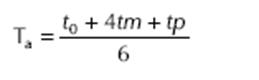 Tₐ = (t₀ + 4tm + tp) / 6